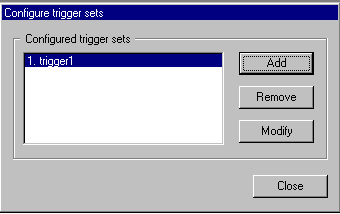 Configure trigger sets
Configured trigger sets
1. trigger1
Add
Remove
Modify
Close